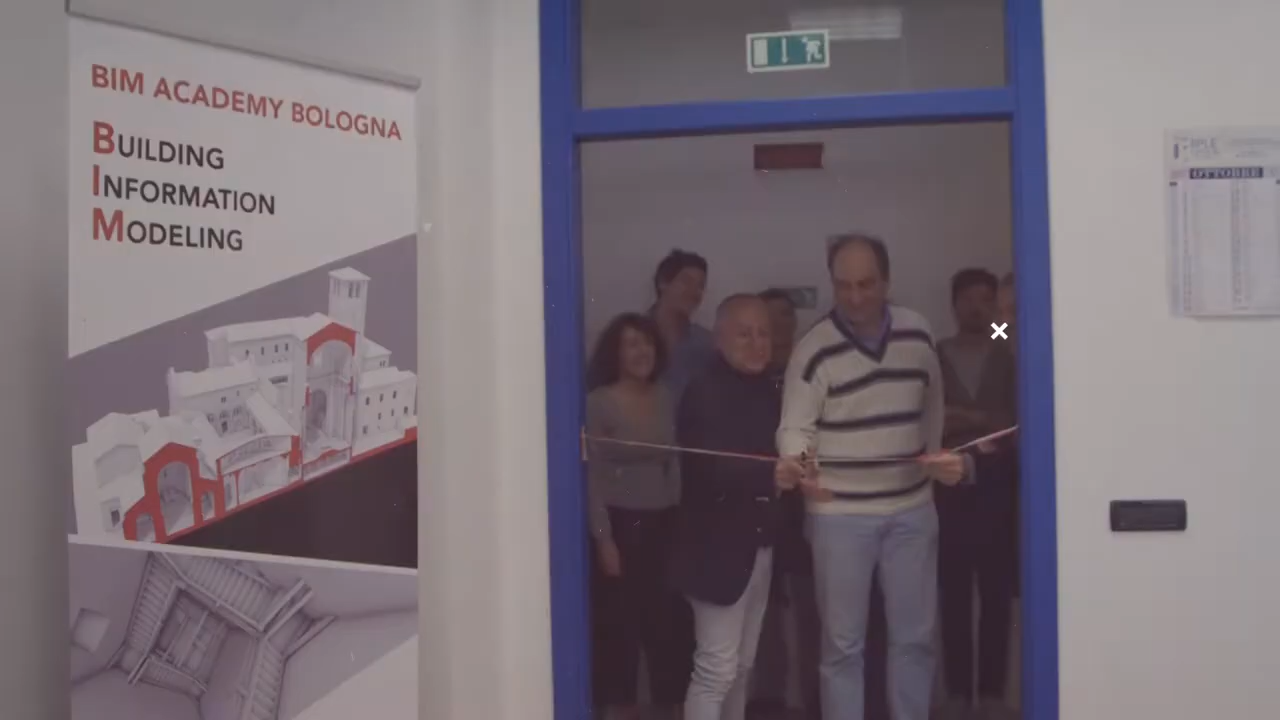 BIM ACADEMY BOLOGNA
BUILDING
INFORMATION
MODELING
OTTOBRE